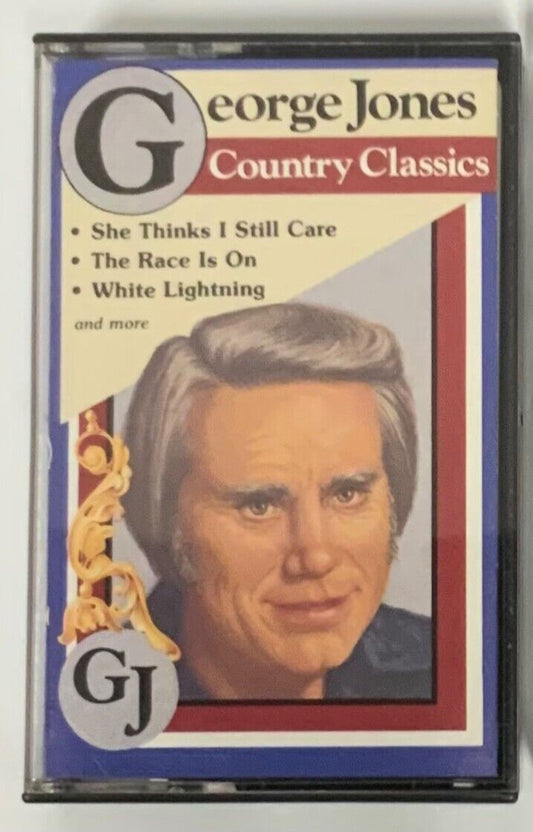 George Jones
Country Classics
• She Thinks I Still Care
• The Race Is On
• White Lightning
and more
GJ